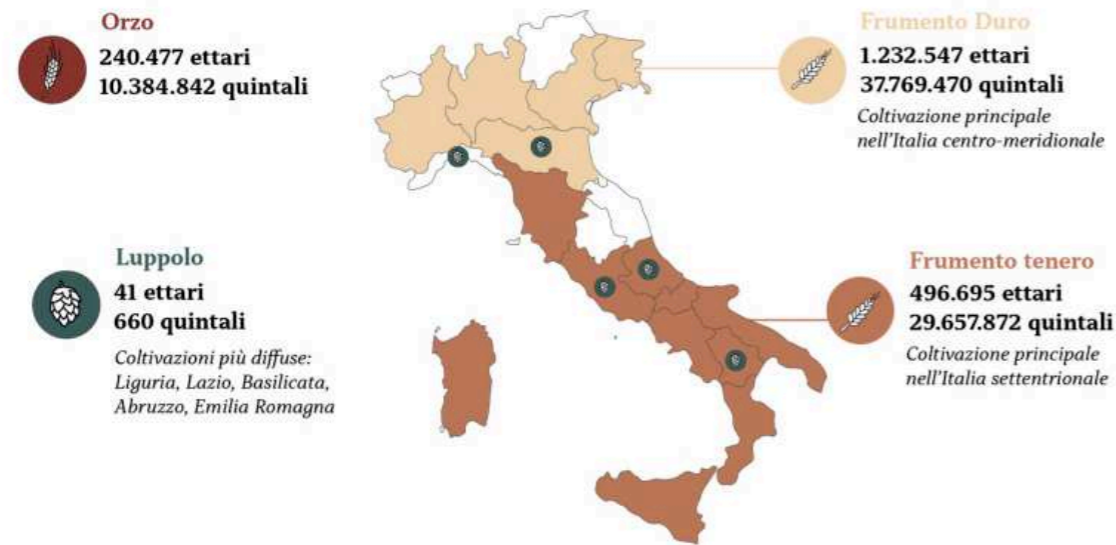 Orzo
240.477 ettari
10.384.842 quintali
Frumento Duro
1.232.547 ettari
37.769.470 quintali
Coltivazione principale
nell'Italia centro-meridionale
Luppolo
41 ettari
660 quintali
Coltivazioni più diffuse:
Liguria, Lazio, Basilicata,
Abruzzo, Emilia Romagna
Frumento tenero
496.695 ettari
29.657.872 quintali
Coltivazione principale
nell'Italia settentrionale